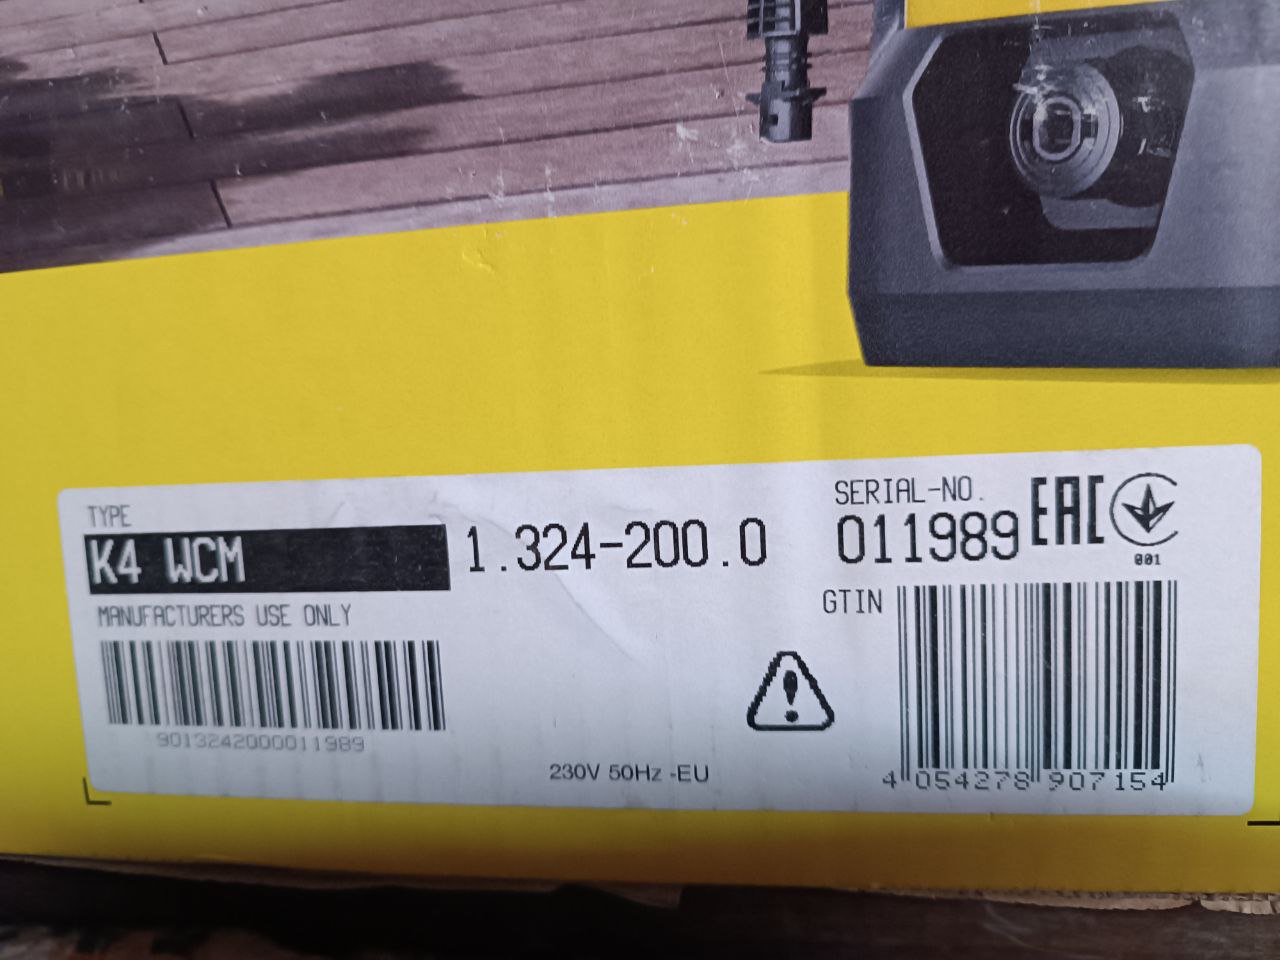 TYPE
K4 WCM
1.324-200.0
SERIAL-NO.
011989
EAC
001
MANUFACTURERS USE ONLY
GTIN
9013242000011989
230V 50Hz -EU
4 054278 907154